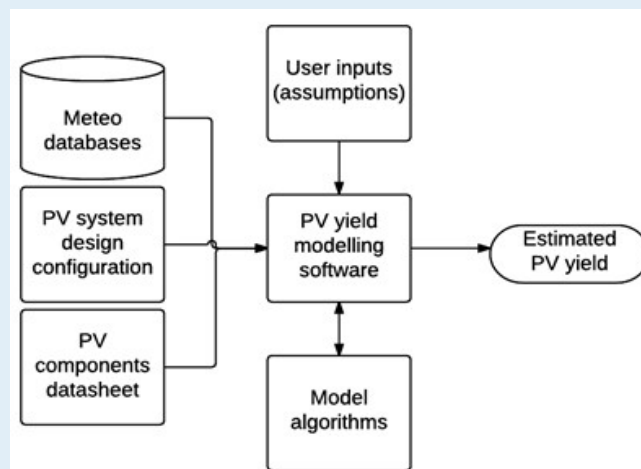 User inputs
(assumptions)
Meteo
databases
PV system
design
configuration
PV yield
modelling
software
Estimated
PV yield
PV
components
datasheet
Model
algorithms